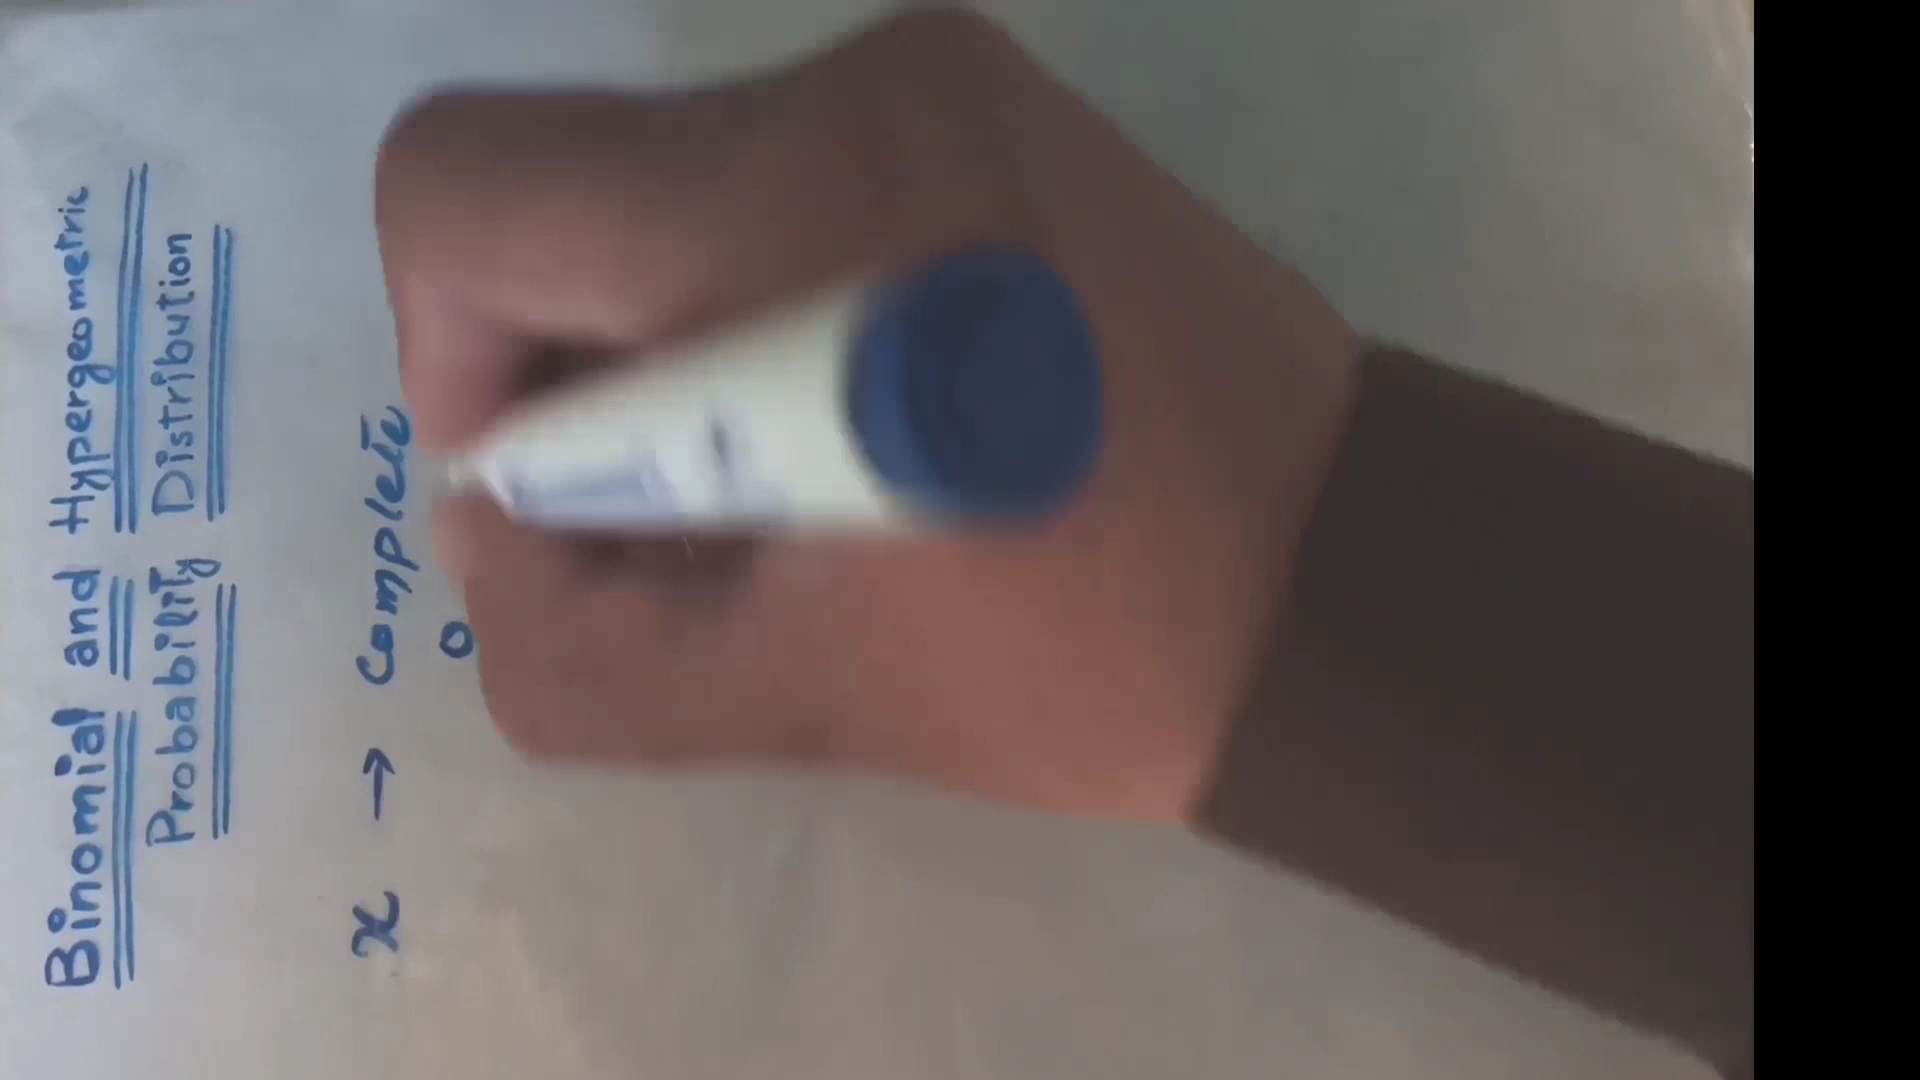 Binomial and Hypergeometric
Probability Distribution
x → Complete